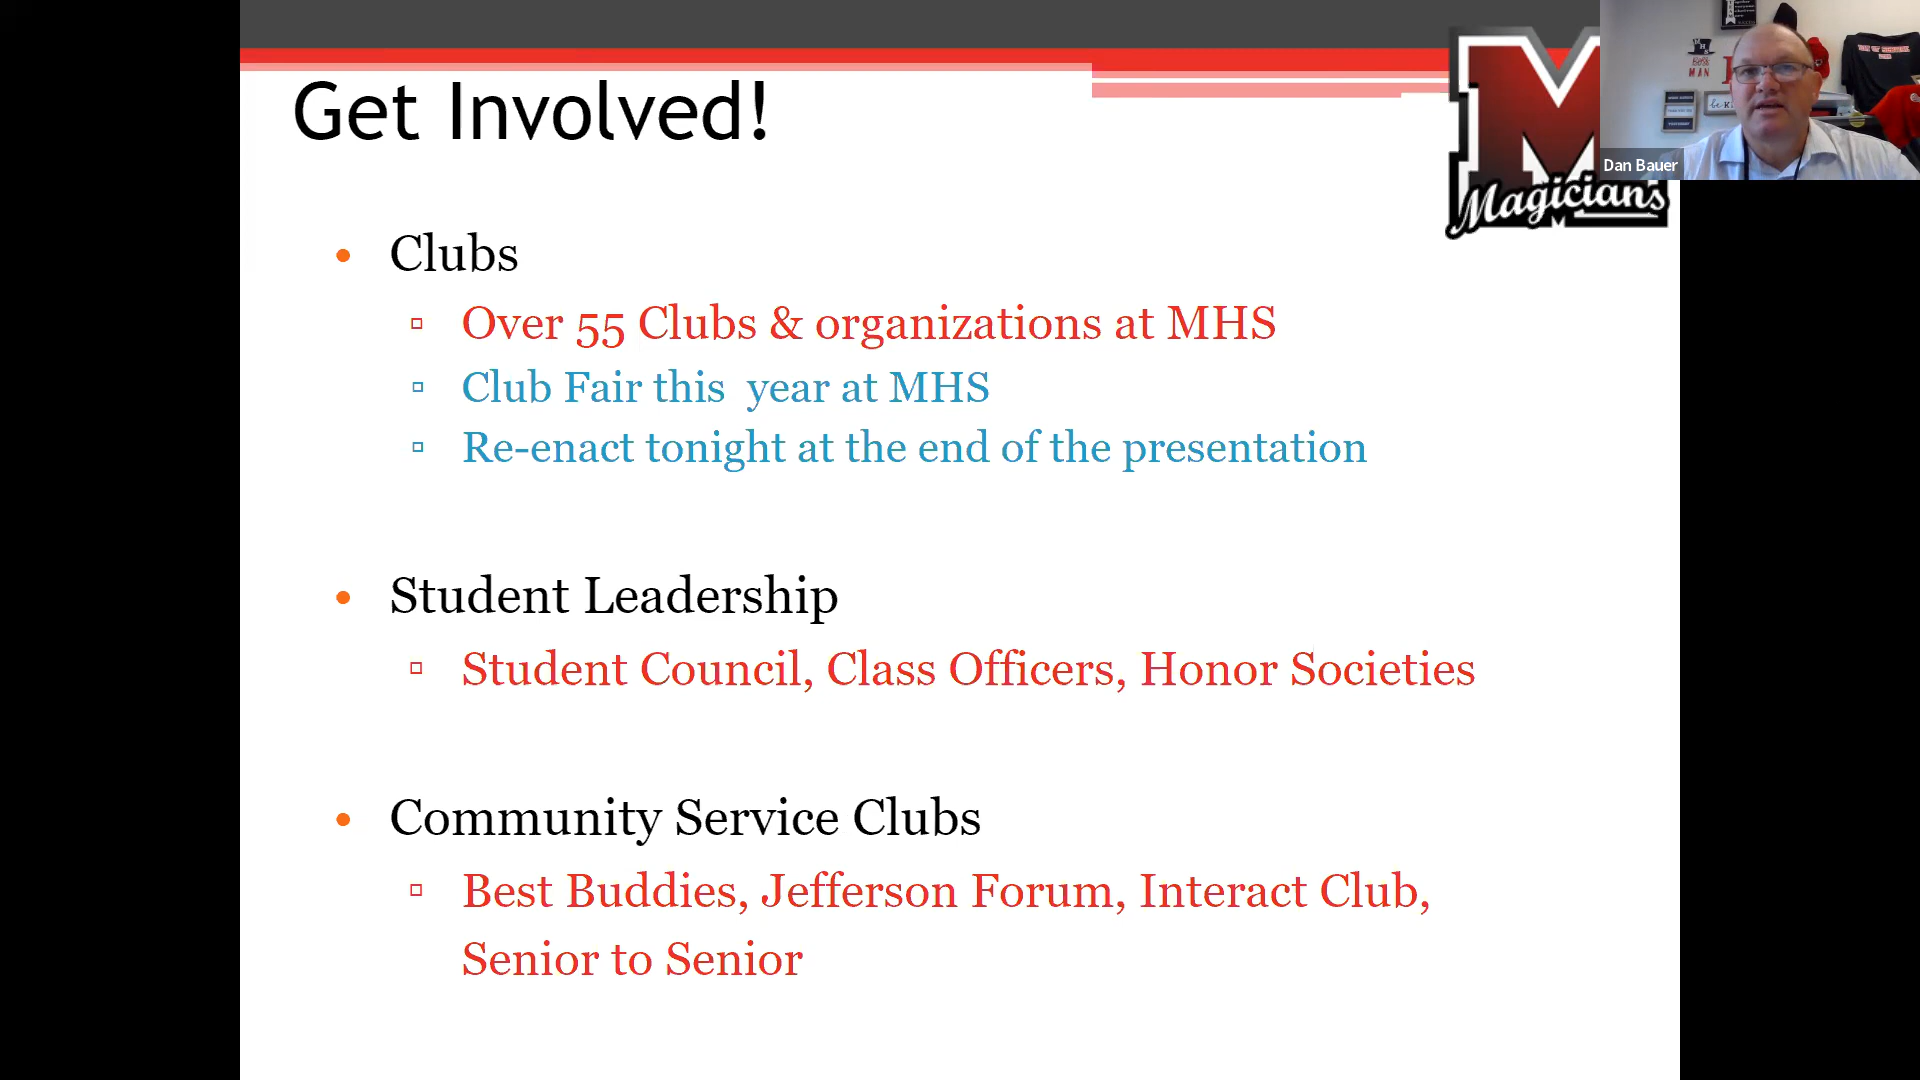 Get Involved!
M
Magicians
Dan Bauer
• Clubs
▫ Over 55 Clubs & organizations at MHS
▫ Club Fair this year at MHS
▫ Re-enact tonight at the end of the presentation
• Student Leadership
▫ Student Council, Class Officers, Honor Societies
• Community Service Clubs
▫ Best Buddies, Jefferson Forum, Interact Club,
Senior to Senior